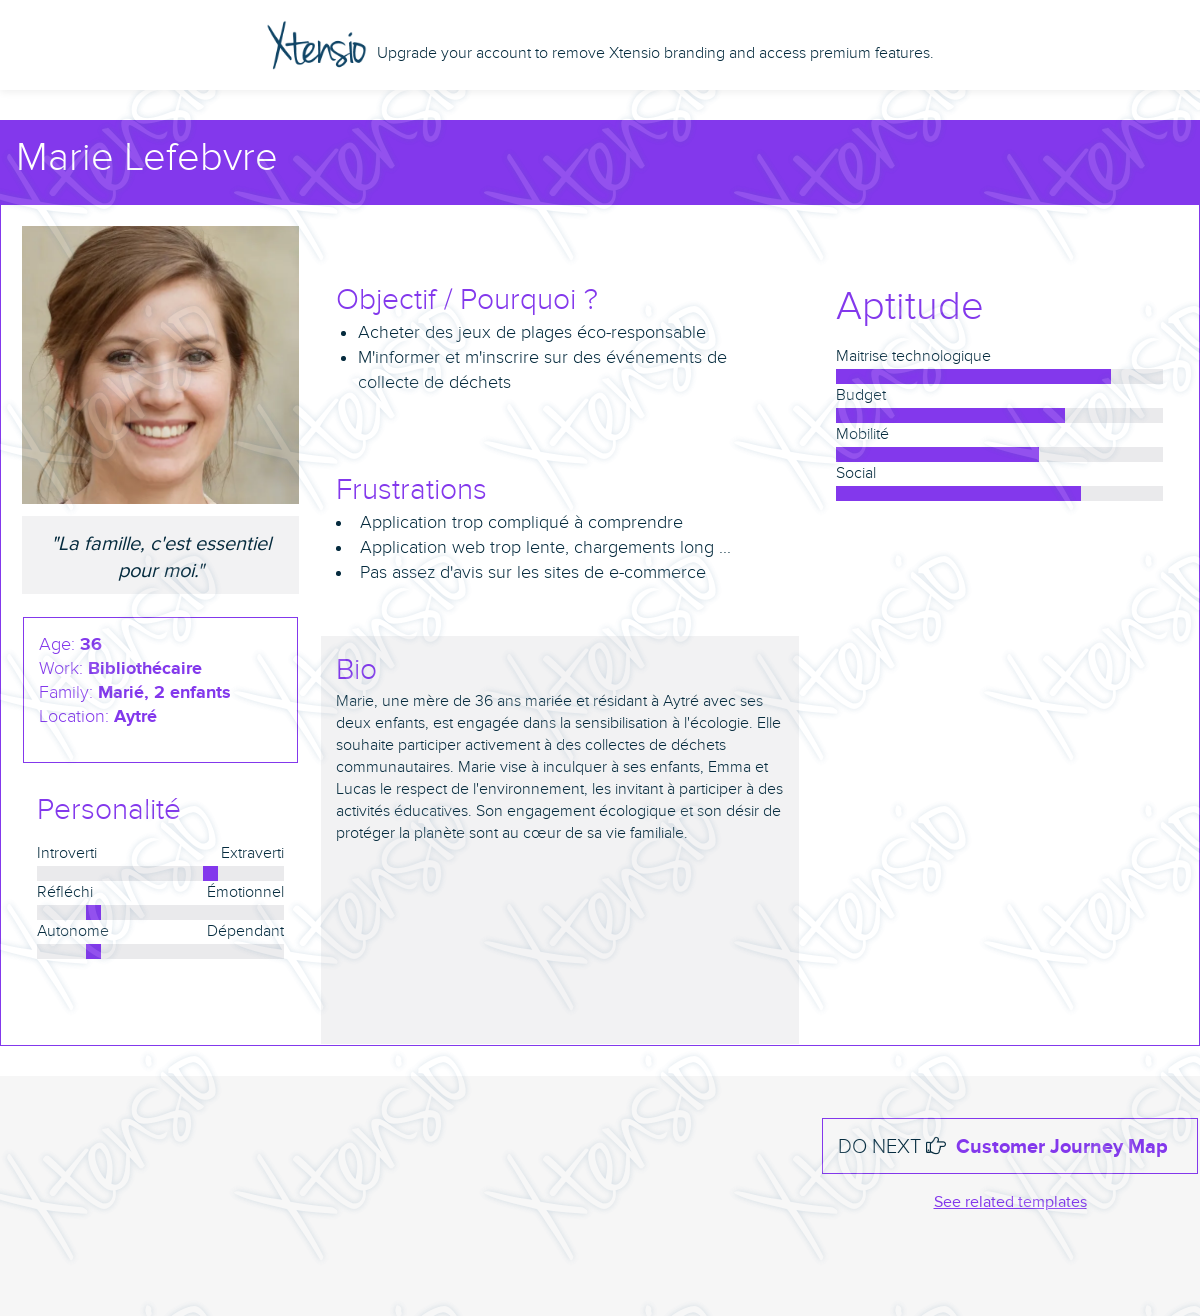 Xtensio Upgrade your account to remove Xtensio branding and access premium features.
Marie Lefebvre
"La famille, c'est essentiel
pour moi."
Age: 36
Work: Bibliothécaire
Family: Marié, 2 enfants
Location: Aytré
Personalité
Introverti Extraverti
Réfléchi Émotionnel
Autonome Dépendant
Objectif / Pourquoi ?
• Acheter des jeux de plages éco-responsable
• M'informer et m'inscrire sur des événements de
collecte de déchets
Frustrations
• Application trop compliqué à comprendre
• Application web trop lente, chargements long ...
• Pas assez d'avis sur les sites de e-commerce
Bio
Marie, une mère de 36 ans mariée et résidant à Aytré avec ses
deux enfants, est engagée dans la sensibilisation à l'écologie. Elle
souhaite participer activement à des collectes de déchets
communautaires. Marie vise à inculquer à ses enfants, Emma et
Lucas le respect de l'environnement, les invitant à participer à des
activités éducatives. Son engagement écologique et son désir de
protéger la planète sont au cœur de sa vie familiale.
Aptitude
Maitrise technologique
Budget
Mobilité
Social
DO NEXT Customer Journey Map
See related templates